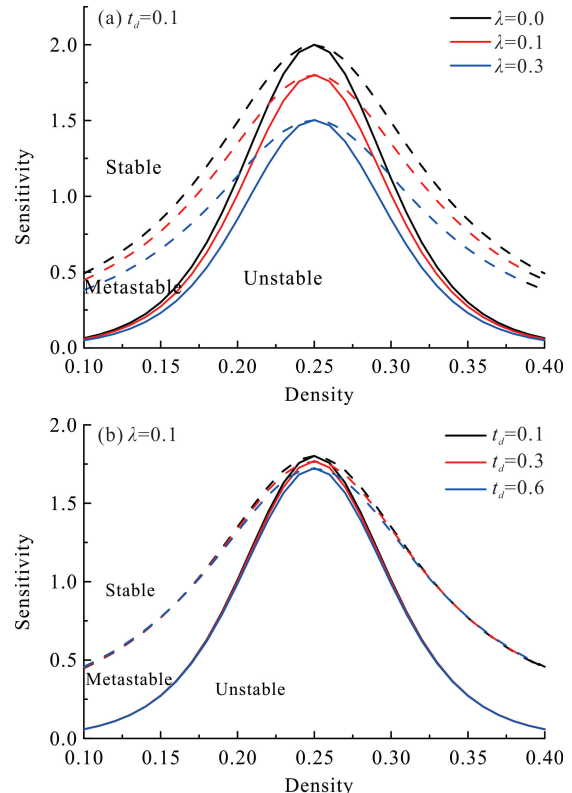 (a) t_d=0.1
λ=0.0
λ=0.1
λ=0.3
2.0
1.5
1.0
0.5
0.0
Sensitivity
Stable
Metastable
Unstable
0.10 0.15 0.20 0.25 0.30 0.35 0.40
Density
(b) λ=0.1
t_d=0.1
t_d=0.3
t_d=0.6
2.0
1.5
1.0
0.5
0.0
Sensitivity
Stable
Metastable
Unstable
0.10 0.15 0.20 0.25 0.30 0.35 0.40
Density